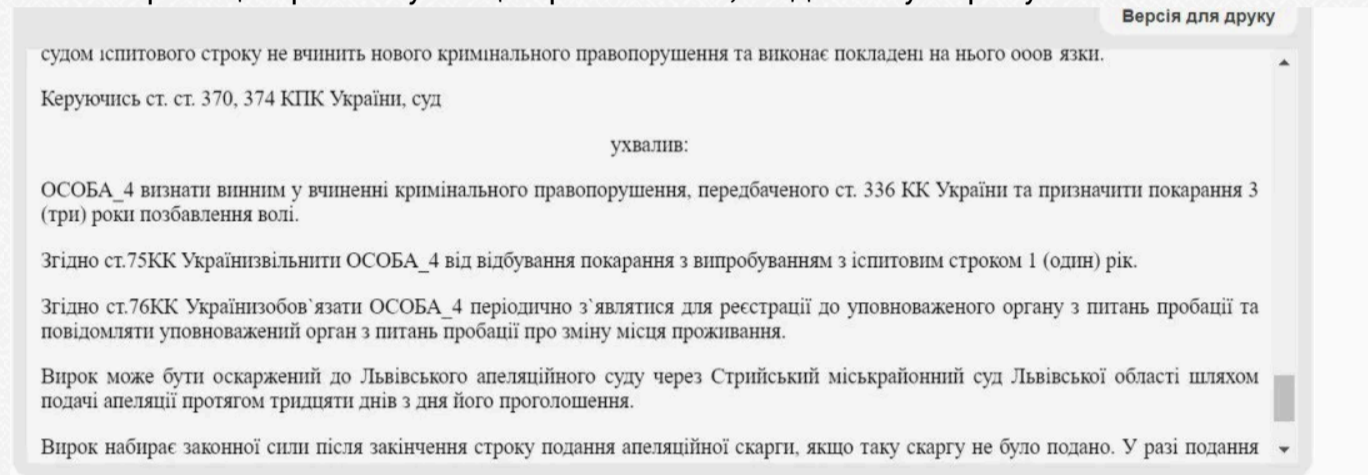 Версія для друку
судом іспитового строку не вчинить нового кримінального правопорушення та виконає покладені на нього обов язки.
Керуючись ст. ст. 370, 374 КПК України, суд
ухвалив:
ОСОБА_4 визнати винним у вчиненні кримінального правопорушення, передбаченого ст. 336 КК України та призначити покарання 3
(три) роки позбавлення волі.
Згідно ст.75КК Українизвільнити ОСОБА_4 від відбування покарання з випробуванням з іспитовим строком 1 (один) рік.
Згідно ст.76КК Українизобов`язати ОСОБА_4 періодично з`являтися для реєстрації до уповноваженого органу з питань пробації та
повідомляти уповноважений орган з питань пробації про зміну місця проживання.
Вирок може бути оскаржений до Львівського апеляційного суду через Стрийський міськрайонний суд Львівської області шляхом
подачі апеляції протягом тридцяти днів з дня його проголошення.
Вирок набирає законної сили після закінчення строку подання апеляційної скарги, якщо таку скаргу не було подано. У разі подання